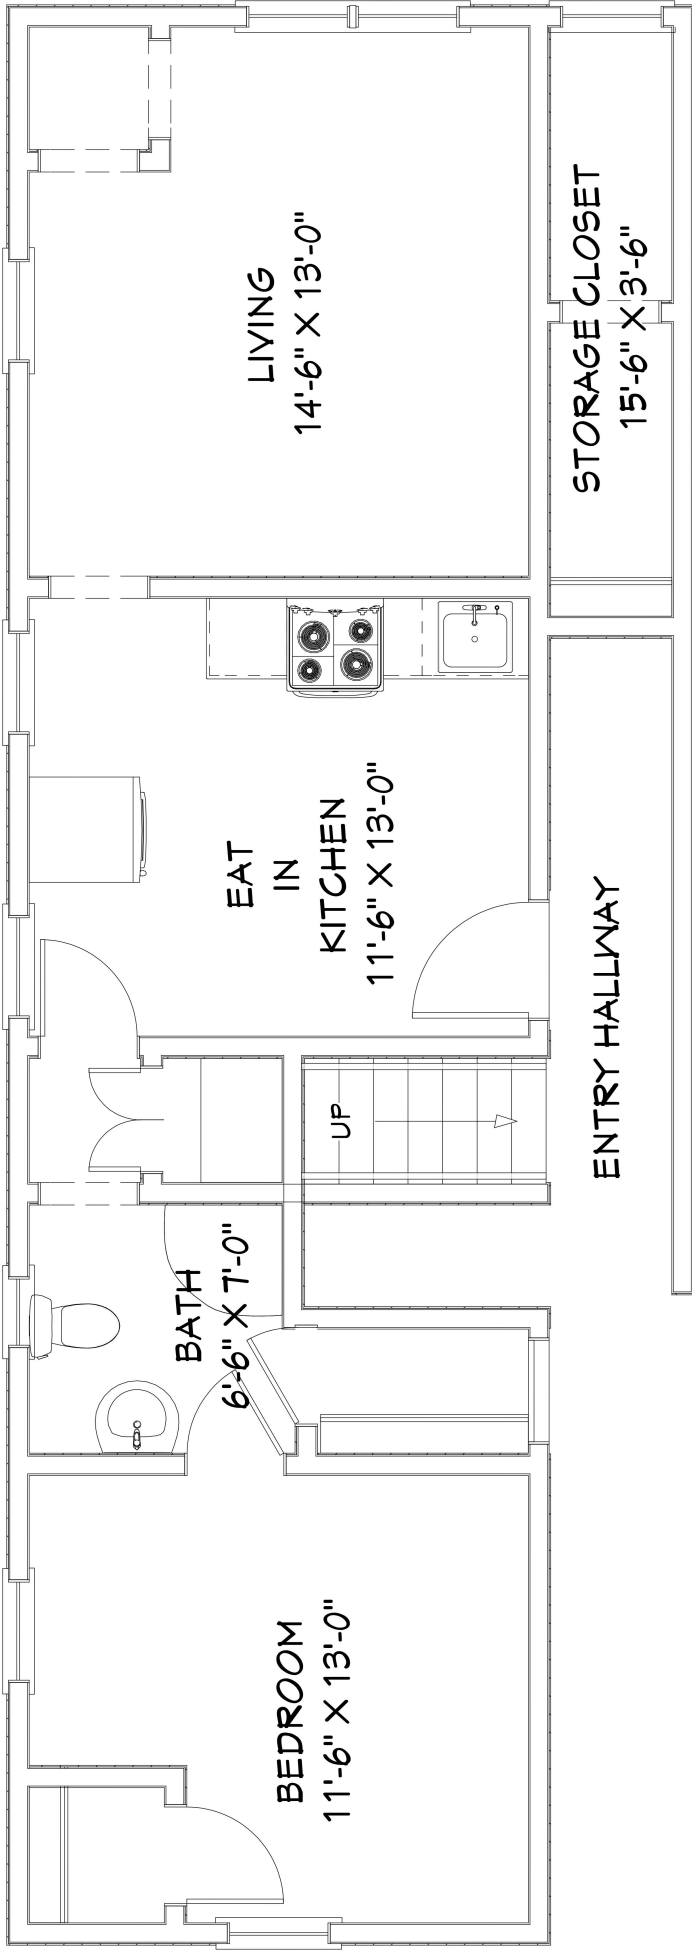 LIVING
14'-6" X 13'-0"
STORAGE CLOSET
15'-6" X 3'-6"
EAT
IN
KITCHEN
11'-6" X 13'-0"
ENTRY HALLWAY
UP
BATH
6'-6" X 7'-0"
BEDROOM
11'-6" X 13'-0"